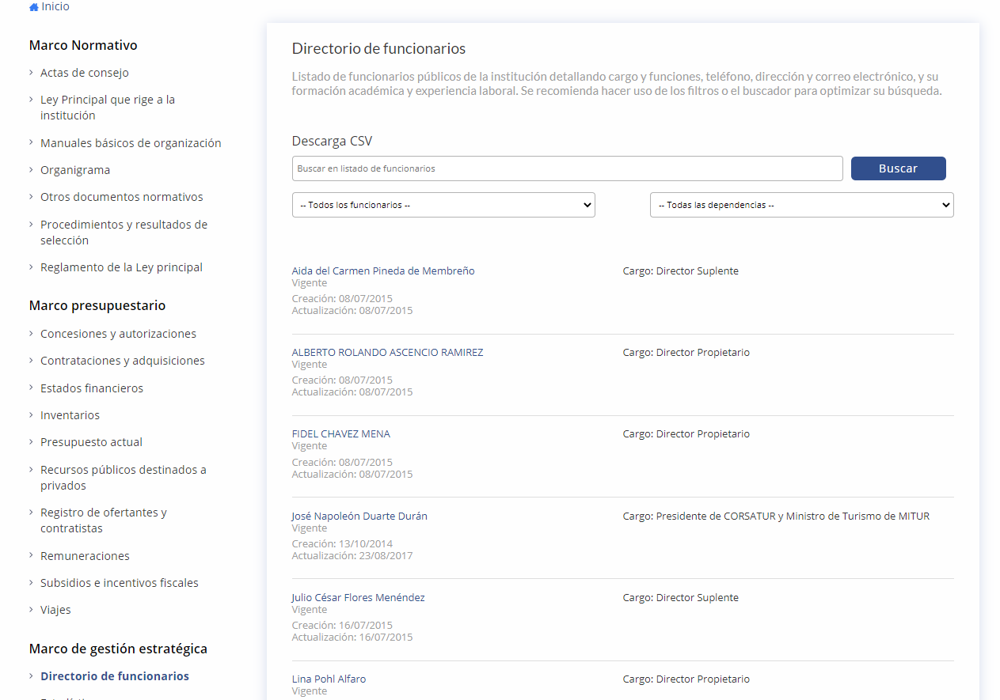 Inicio
Marco Normativo
Actas de consejo
Ley Principal que rige a la
institución
Manuales básicos de organización
Organigrama
Otros documentos normativos
Procedimientos y resultados de
selección
Reglamento de la Ley principal
Marco presupuestario
Concesiones y autorizaciones
Contrataciones y adquisiciones
Estados financieros
Inventarios
Presupuesto actual
Recursos públicos destinados a
privados
Registro de ofertantes y
contratistas
Remuneraciones
Subsidios e incentivos fiscales
Viajes
Marco de gestión estratégica
Directorio de funcionarios
Directorio de funcionarios
Listado de funcionarios públicos de la institución detallando cargo y funciones, teléfono, dirección y correo electrónico, y su
formación académica y experiencia laboral. Se recomienda hacer uso de los filtros o el buscador para optimizar su búsqueda.
Descarga CSV
Buscar en listado de funcionarios
Buscar
-- Todos los funcionarios --
-- Todas las dependencias --
Aida del Carmen Pineda de Membreño
Cargo: Director Suplente
Vigente
Creación: 08/07/2015
Actualización: 08/07/2015
ALBERTO ROLANDO ASCENCIO RAMIREZ
Cargo: Director Propietario
Vigente
Creación: 08/07/2015
Actualización: 08/07/2015
FIDEL CHAVEZ MENA
Cargo: Director Propietario
Vigente
Creación: 08/07/2015
Actualización: 08/07/2015
José Napoleón Duarte Durán
Cargo: Presidente de CORSATUR y Ministro de Turismo de MITUR
Vigente
Creación: 13/10/2014
Actualización: 23/08/2017
Julio César Flores Menéndez
Cargo: Director Suplente
Vigente
Creación: 16/07/2015
Actualización: 16/07/2015
Lina Pohl Alfaro
Cargo: Director Propietario
Vigente